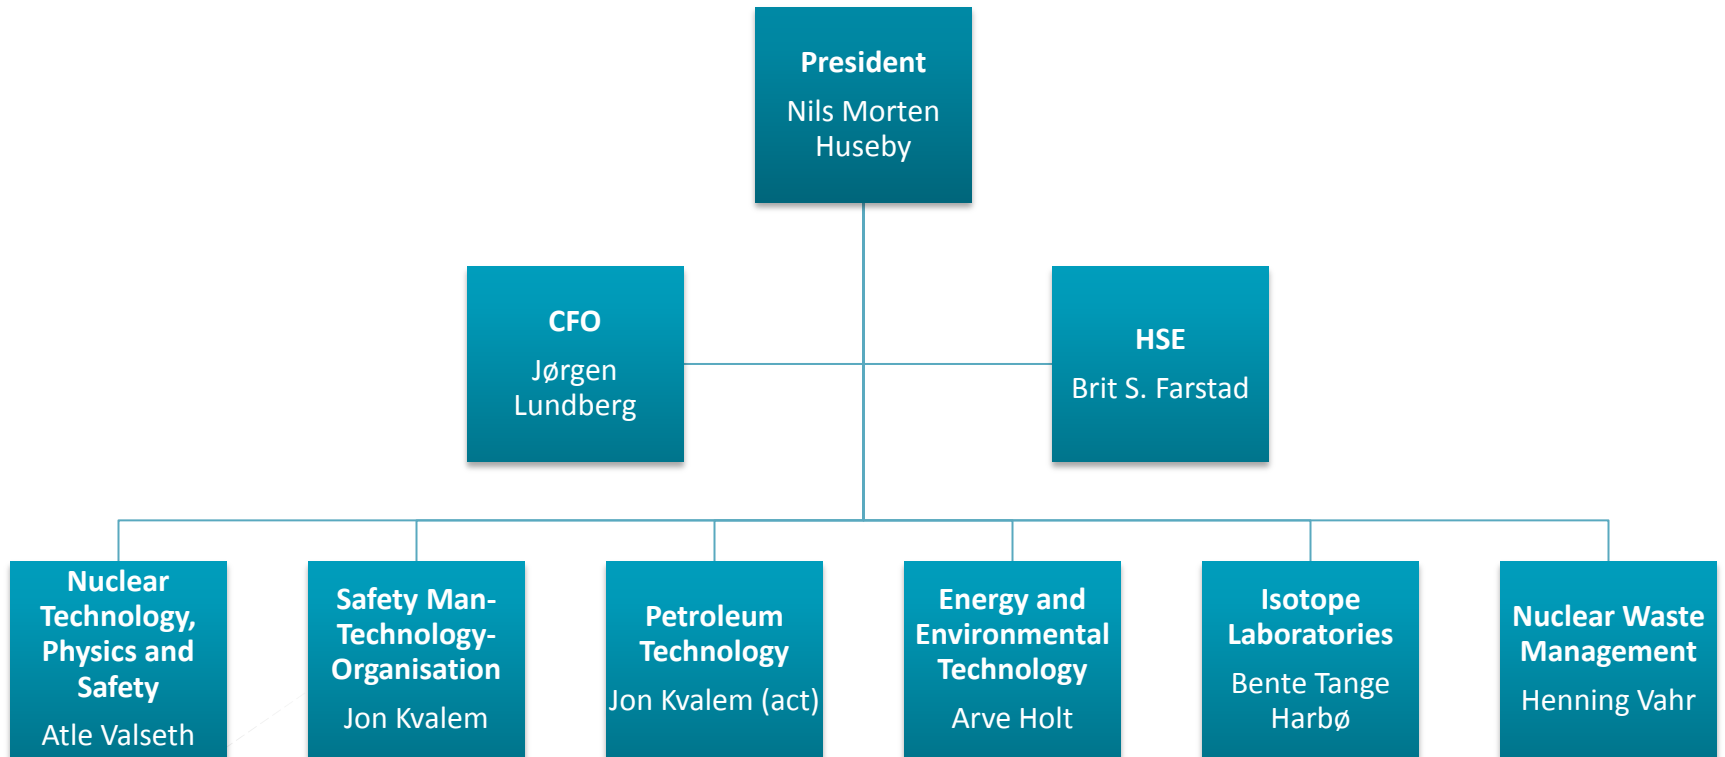 President
Nils Morten
Huseby
CFO
Jørgen
Lundberg
HSE
Brit S. Farstad
Nuclear
Technology,
Physics and
Safety
Atle Valseth
Safety Man-
Technology-
Organisation
Jon Kvalem
Petroleum
Technology
Jon Kvalem (act)
Energy and
Environmental
Technology
Arve Holt
Isotope
Laboratories
Bente Tange
Harbø
Nuclear Waste
Management
Henning Vahr